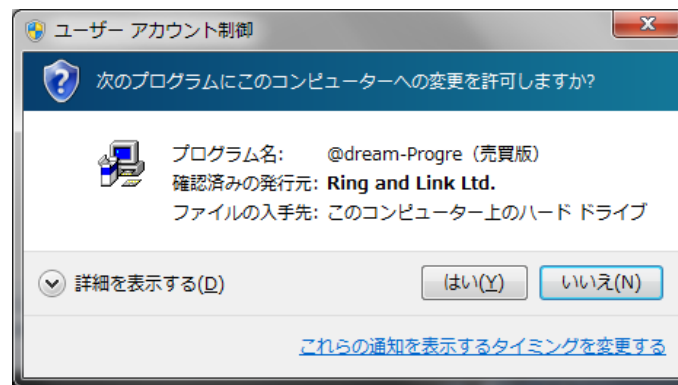 ユーザー アカウント制御
次のプログラムにこのコンピューターへの変更を許可しますか?
プログラム名: @dream-Progre（売買版）
確認済みの発行元: Ring and Link Ltd.
ファイルの入手先: このコンピューター上のハード ドライブ
詳細を表示する(D) はい(Y) いいえ(N)
これらの通知を表示するタイミングを変更する